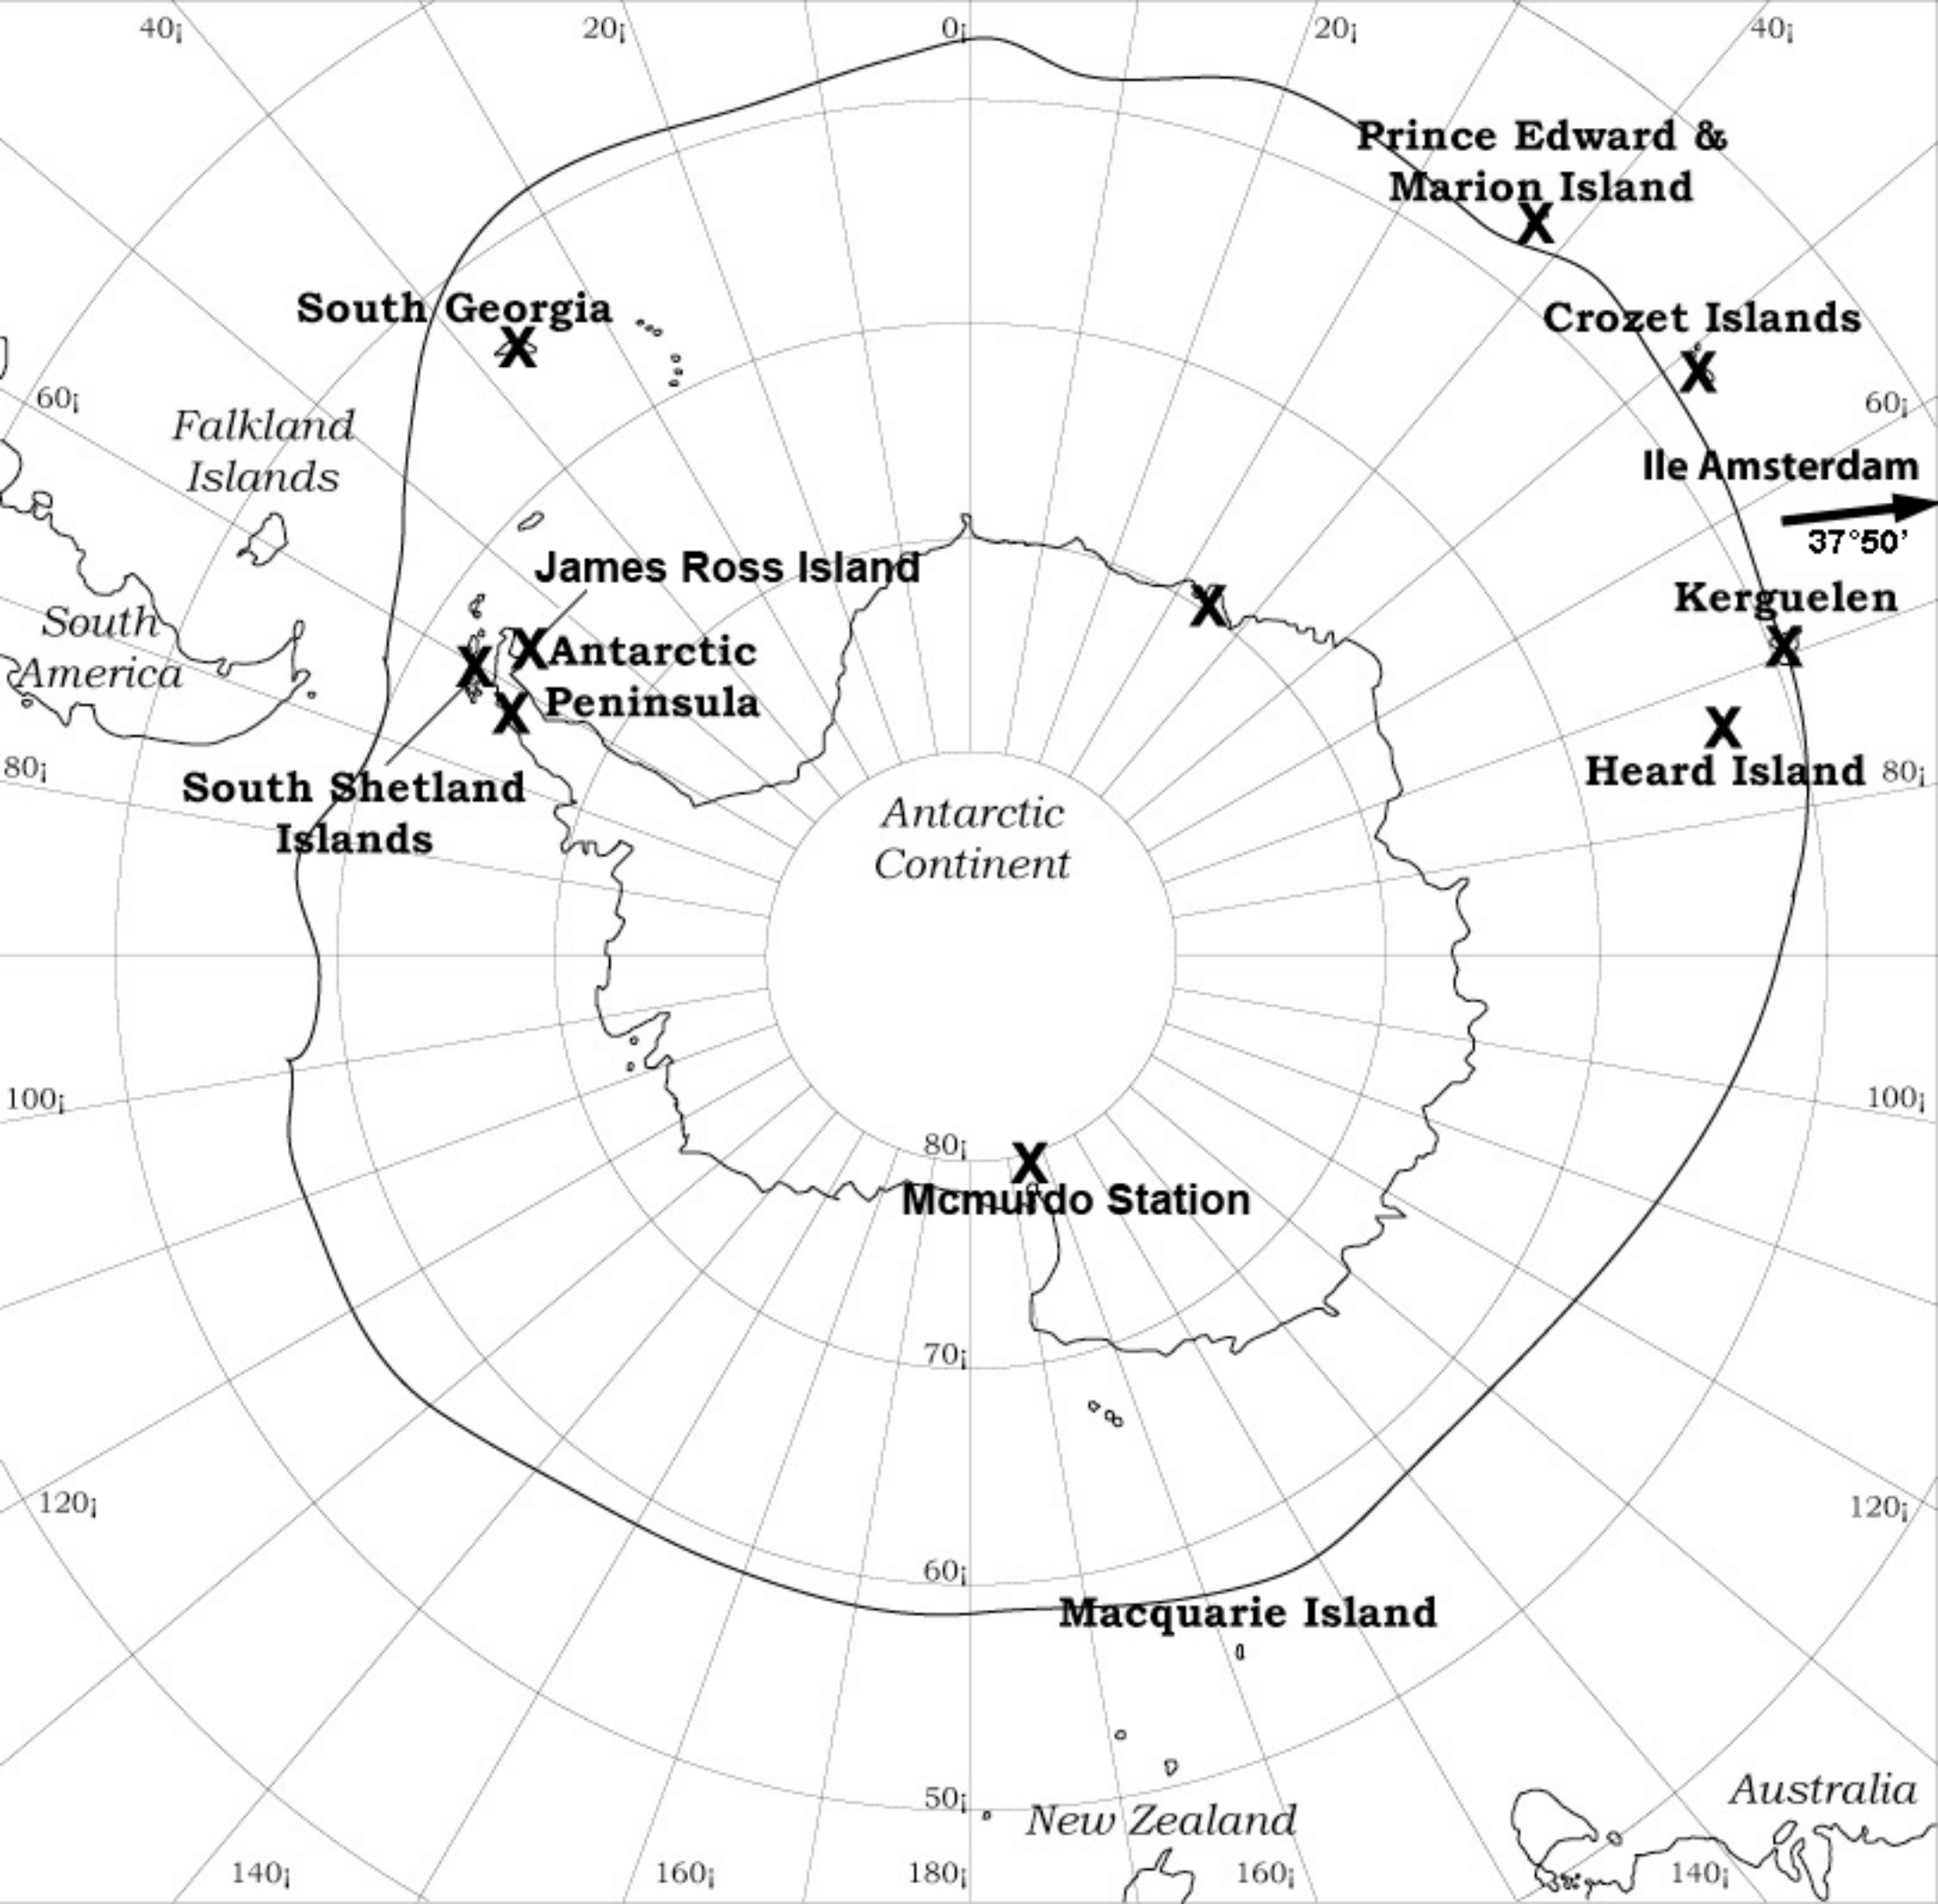 40¡
20¡
0¡
20¡
40¡
Prince Edward &
Marion Island
X
South Georgia
X
Crozet Islands
X
60¡
Falkland
Islands
60¡
Ile Amsterdam
37°50'
James Ross Island
X
Kerguelen
X
South
America
X
X
Antarctic
Peninsula
X
X
Heard Island
80¡
South Shetland
Islands
80¡
Antarctic
Continent
100¡
100¡
80¡
X
Mcmurdo Station
70¡
120¡
120¡
60¡
Macquarie Island
50¡
New Zealand
Australia
140¡
160¡
180¡
160¡
140¡